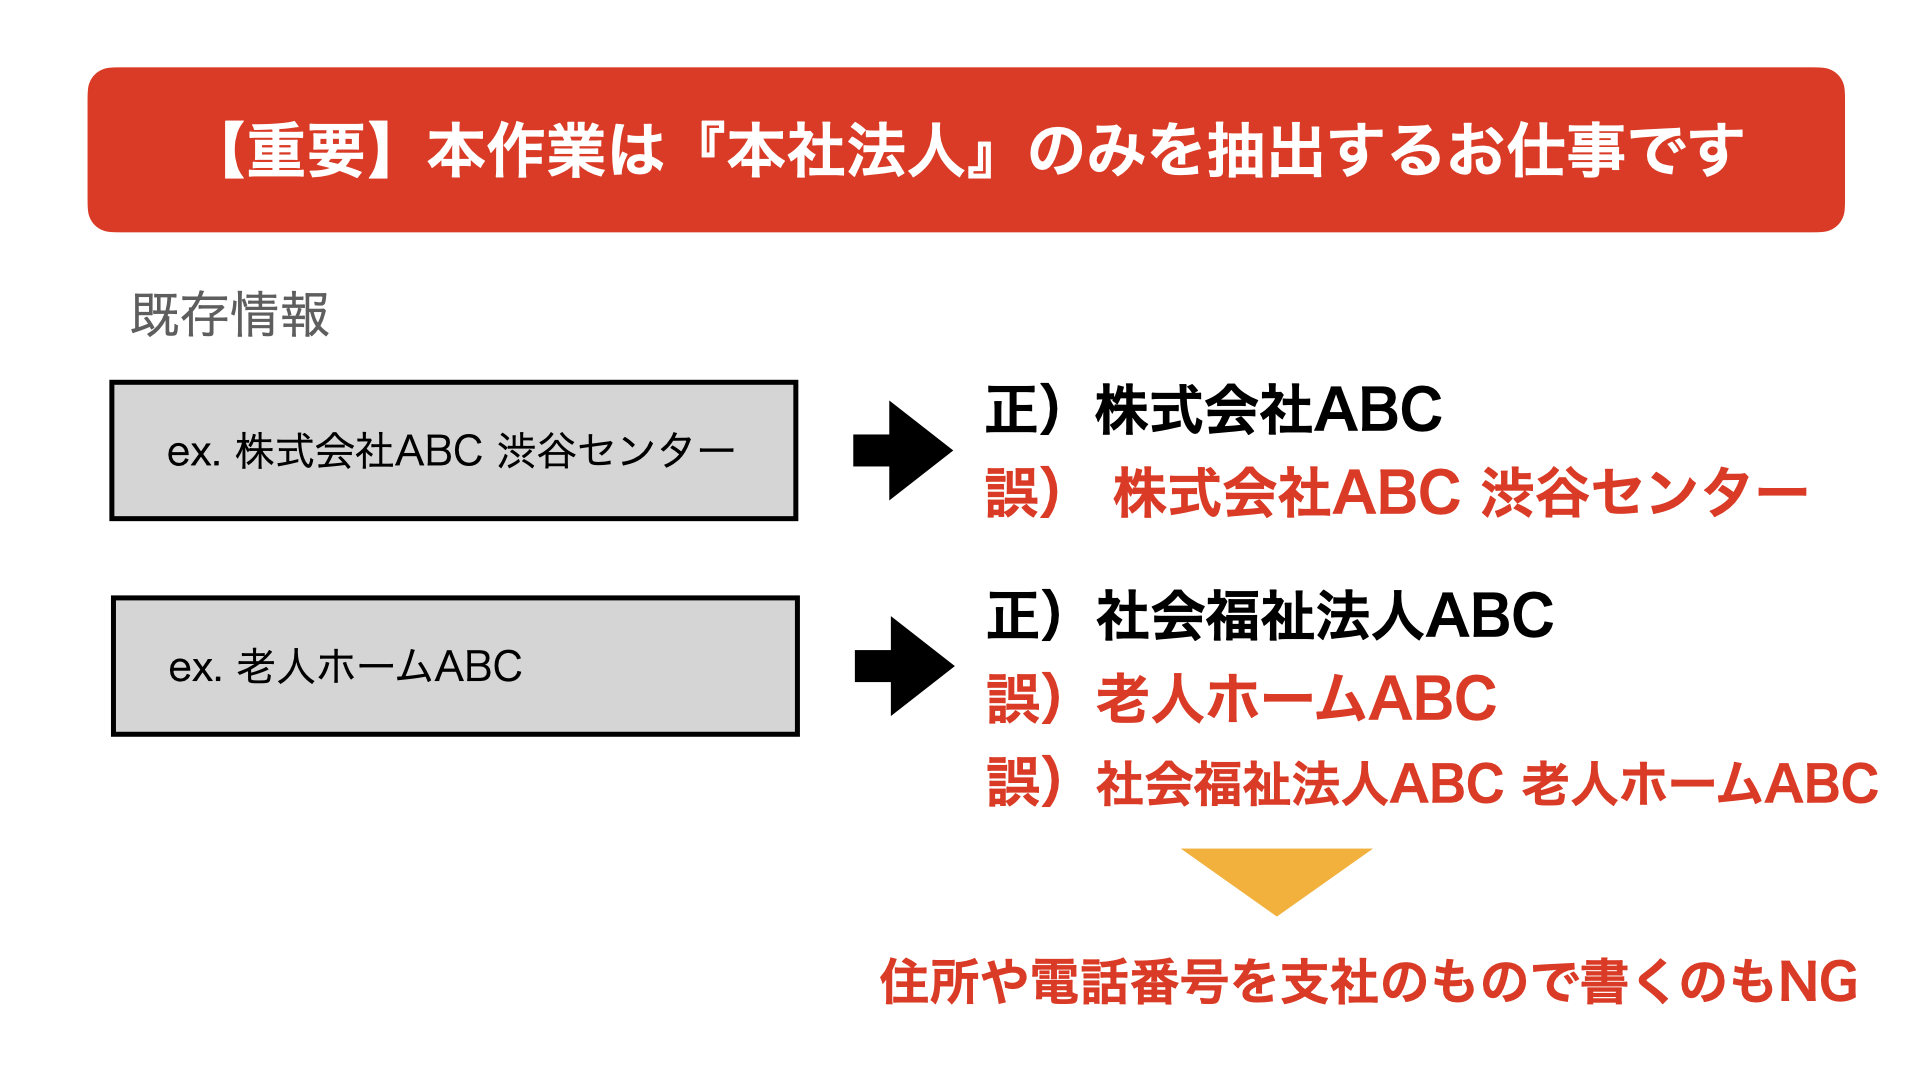 【重要】本作業は『本社法人』のみを抽出するお仕事です
既存情報
ex. 株式会社ABC 渋谷センター
正）株式会社ABC
誤） 株式会社ABC 渋谷センター
ex. 老人ホームABC
正）社会福祉法人ABC
誤）老人ホームABC
誤）社会福祉法人ABC 老人ホームABC
住所や電話番号を支社のもので書くのもNG